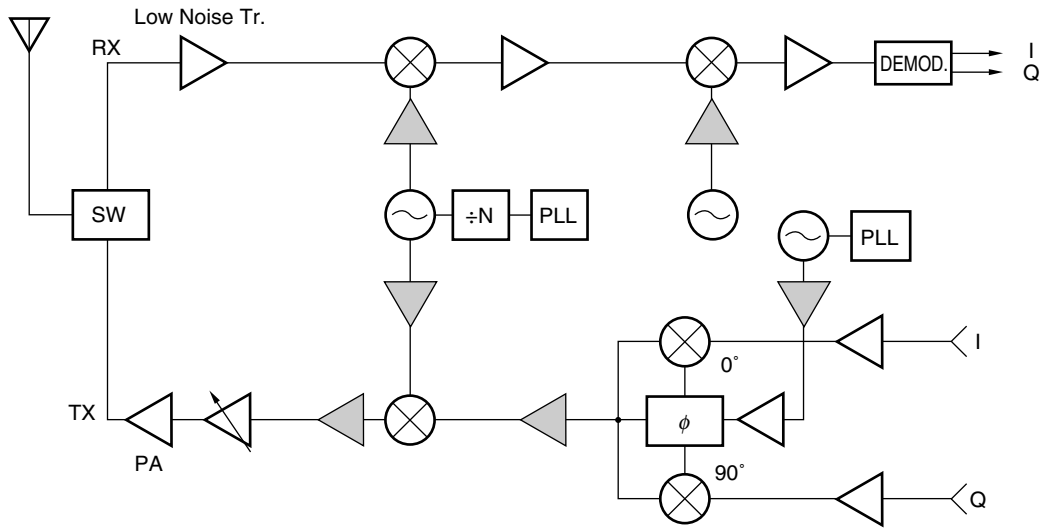 Low Noise Tr.
RX
DEMOD.
I
Q
SW
÷N
PLL
PLL
I
0°
TX
φ
PA
90°
Q